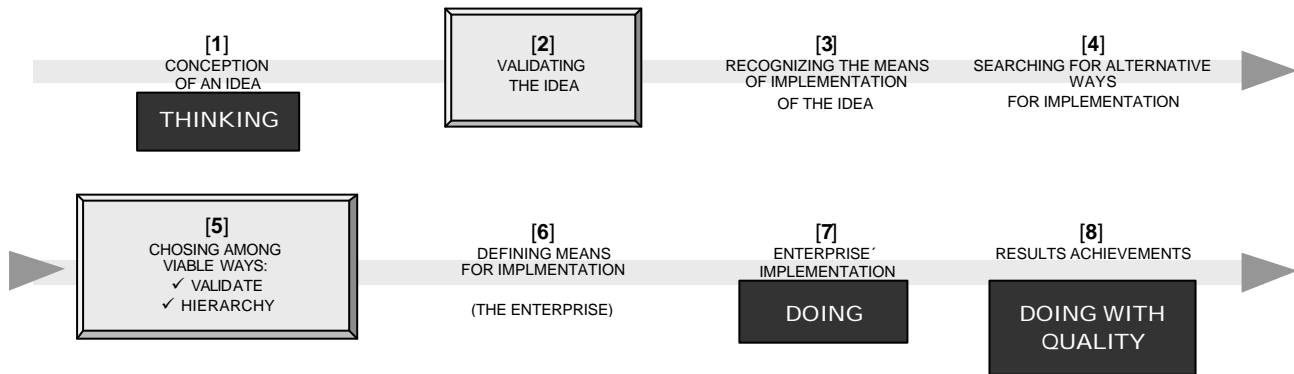 [1]
CONCEPTION
OF AN IDEA
THINKING
[2]
VALIDATING
THE IDEA
[3]
RECOGNIZING THE MEANS
OF IMPLEMENTATION
OF THE IDEA
[4]
SEARCHING FOR ALTERNATIVE
WAYS
FOR IMPLEMENTATION
[5]
CHOSING AMONG
VIABLE WAYS:
✓ VALIDATE
✓ HIERARCHY
[6]
DEFINING MEANS
FOR IMPLMENTATION
(THE ENTERPRISE)
[7]
ENTERPRISE´
IMPLEMENTATION
DOING
[8]
RESULTS ACHIEVEMENTS
DOING WITH
QUALITY